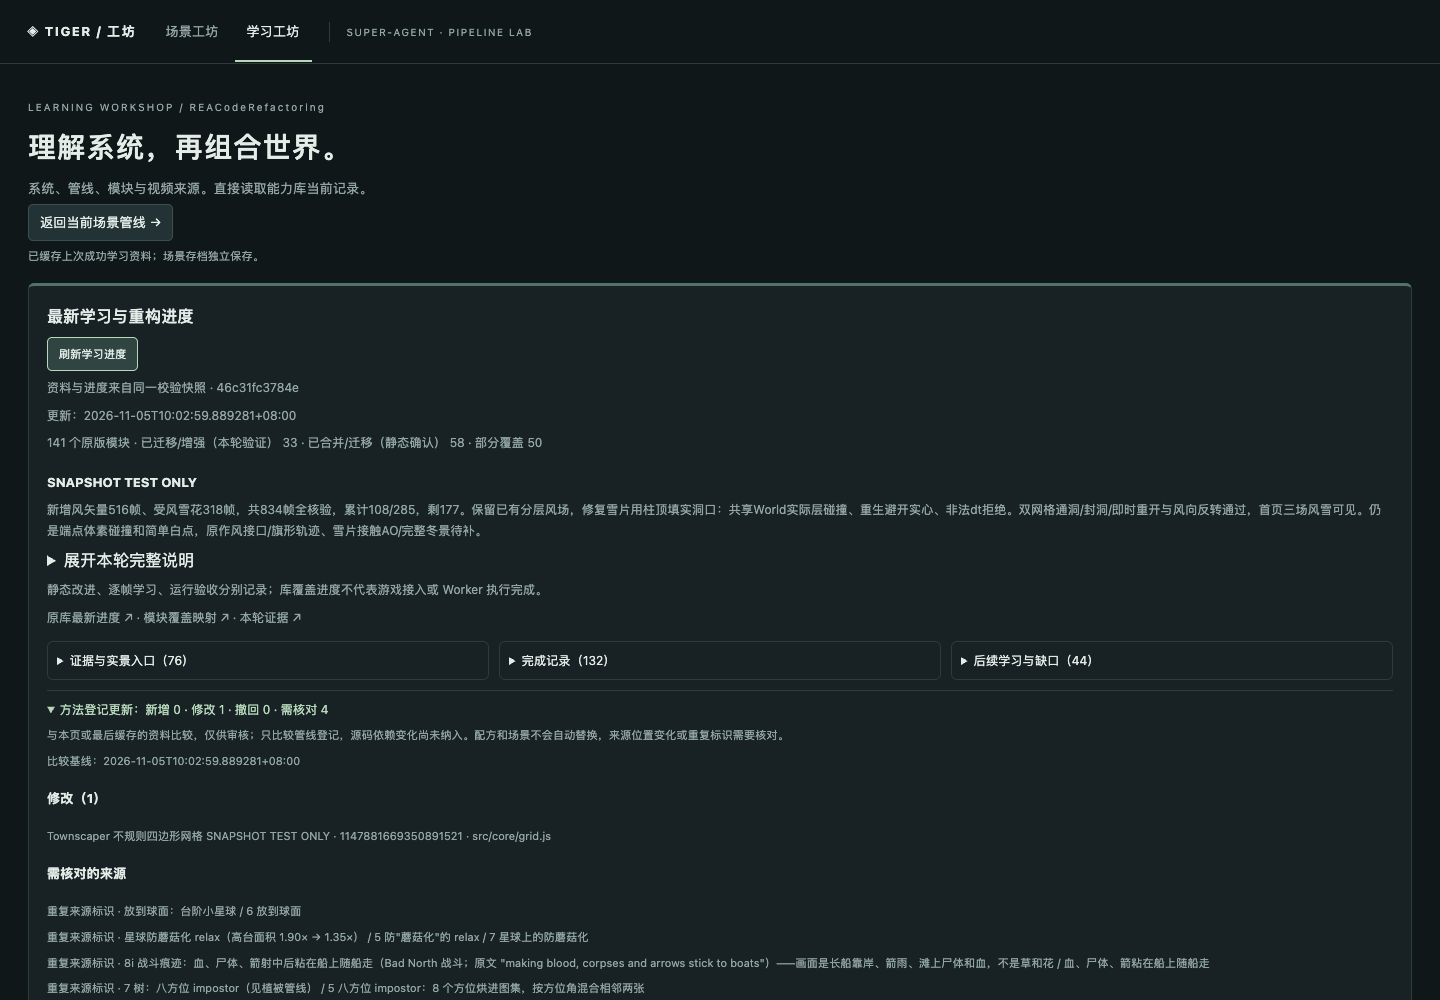 ◈ TIGER / 工坊 场景工坊 学习工坊 SUPER-AGENT · PIPELINE LAB
LEARNING WORKSHOP / REACodeRefactoring
理解系统，再组合世界。
系统、管线、模块与视频来源。直接读取能力库当前记录。
返回当前场景管线 →
已缓存上次成功学习资料；场景存档独立保存。
最新学习与重构进度
刷新学习进度
资料与进度来自同一校验快照 · 46c31fc3784e
更新：2026-11-05T10:02:59.889281+08:00
141 个原版模块 · 已迁移/增强（本轮验证） 33 · 已合并/迁移（静态确认） 58 · 部分覆盖 50
SNAPSHOT TEST ONLY
新增风矢量516帧、受风雪花318帧，共834帧全核验，累计108/285，剩177。保留已有分层风场，修复雪片用柱顶填实洞口：共享World实际层碰撞、重生避开实心、非法dt拒绝。双网格通洞/封洞/即时重开与风向反转通过，首页三场风雪可见。仍
是端点体素碰撞和简单白点，原作风接口/旗形轨迹、雪片接触AO/完整冬景待补。
▶ 展开本轮完整说明
静态改进、逐帧学习、运行验收分别记录；库覆盖进度不代表游戏接入或 Worker 执行完成。
原库最新进度 ↗ · 模块覆盖映射 ↗ · 本轮证据 ↗
▶ 证据与实景入口（76） ▶ 完成记录（132） ▶ 后续学习与缺口（44）
▼ 方法登记更新：新增 0 · 修改 1 · 撤回 0 · 需核对 4
与本页或最后缓存的资料比较，仅供审核；只比较管线登记，源码依赖变化尚未纳入。配方和场景不会自动替换，来源位置变化或重复标识需要核对。
比较基线：2026-11-05T10:02:59.889281+08:00
修改（1）
Townscaper 不规则四边形网格 SNAPSHOT TEST ONLY · 1147881669350891521 · src/core/grid.js
需核对的来源
重复来源标识 · 放到球面：台阶小星球 / 6 放到球面
重复来源标识 · 星球防蘑菇化 relax（高台面积 1.90× → 1.35×） / 5 防"蘑菇化"的 relax / 7 星球上的防蘑菇化
重复来源标识 · 8i 战斗痕迹：血、尸体、箭射中后粘在船上随船走（Bad North 战斗；原文 "making blood, corpses and arrows stick to boats"）——画面是长船靠岸、箭雨、滩上尸体和血，不是草和花 / 血、尸体、箭粘在船上随船走
重复来源标识 · 7 树：八方位 impostor（见植被管线） / 5 八方位 impostor：8 个方位烘进图集，按方位角混合相邻两张